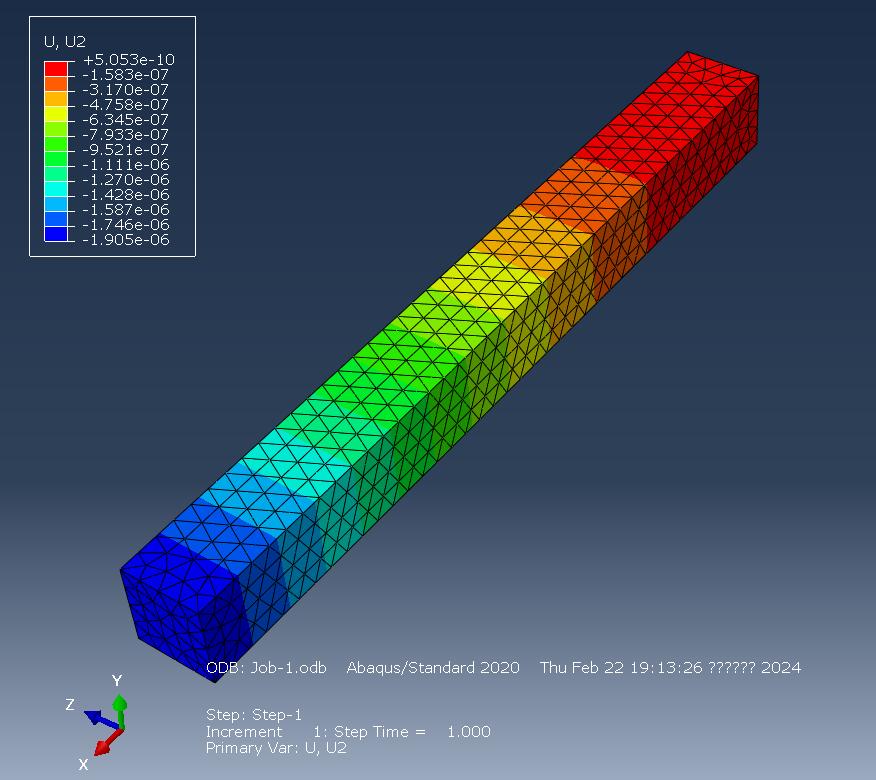 U, U2
+5.053e-10
-1.583e-07
-3.170e-07
-4.758e-07
-6.345e-07
-7.933e-07
-9.521e-07
-1.111e-06
-1.270e-06
-1.428e-06
-1.587e-06
-1.746e-06
-1.905e-06
ODB: Job-1.odb Abaqus/Standard 2020 Thu Feb 22 19:13:26 ?????? 2024
Y
Z
X
Step: Step-1
Increment 1: Step Time = 1.000
Primary Var: U, U2